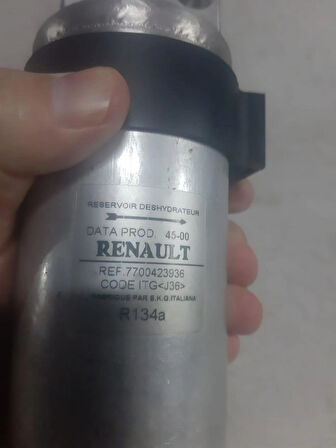 RESERVOIR DESHYDRATEUR
DATA PROD. 45-00
RENAULT
REF.7700423936
CODE ITG<J36>
FABRIQUE PAR B.K.G.ITALIANA
R134a